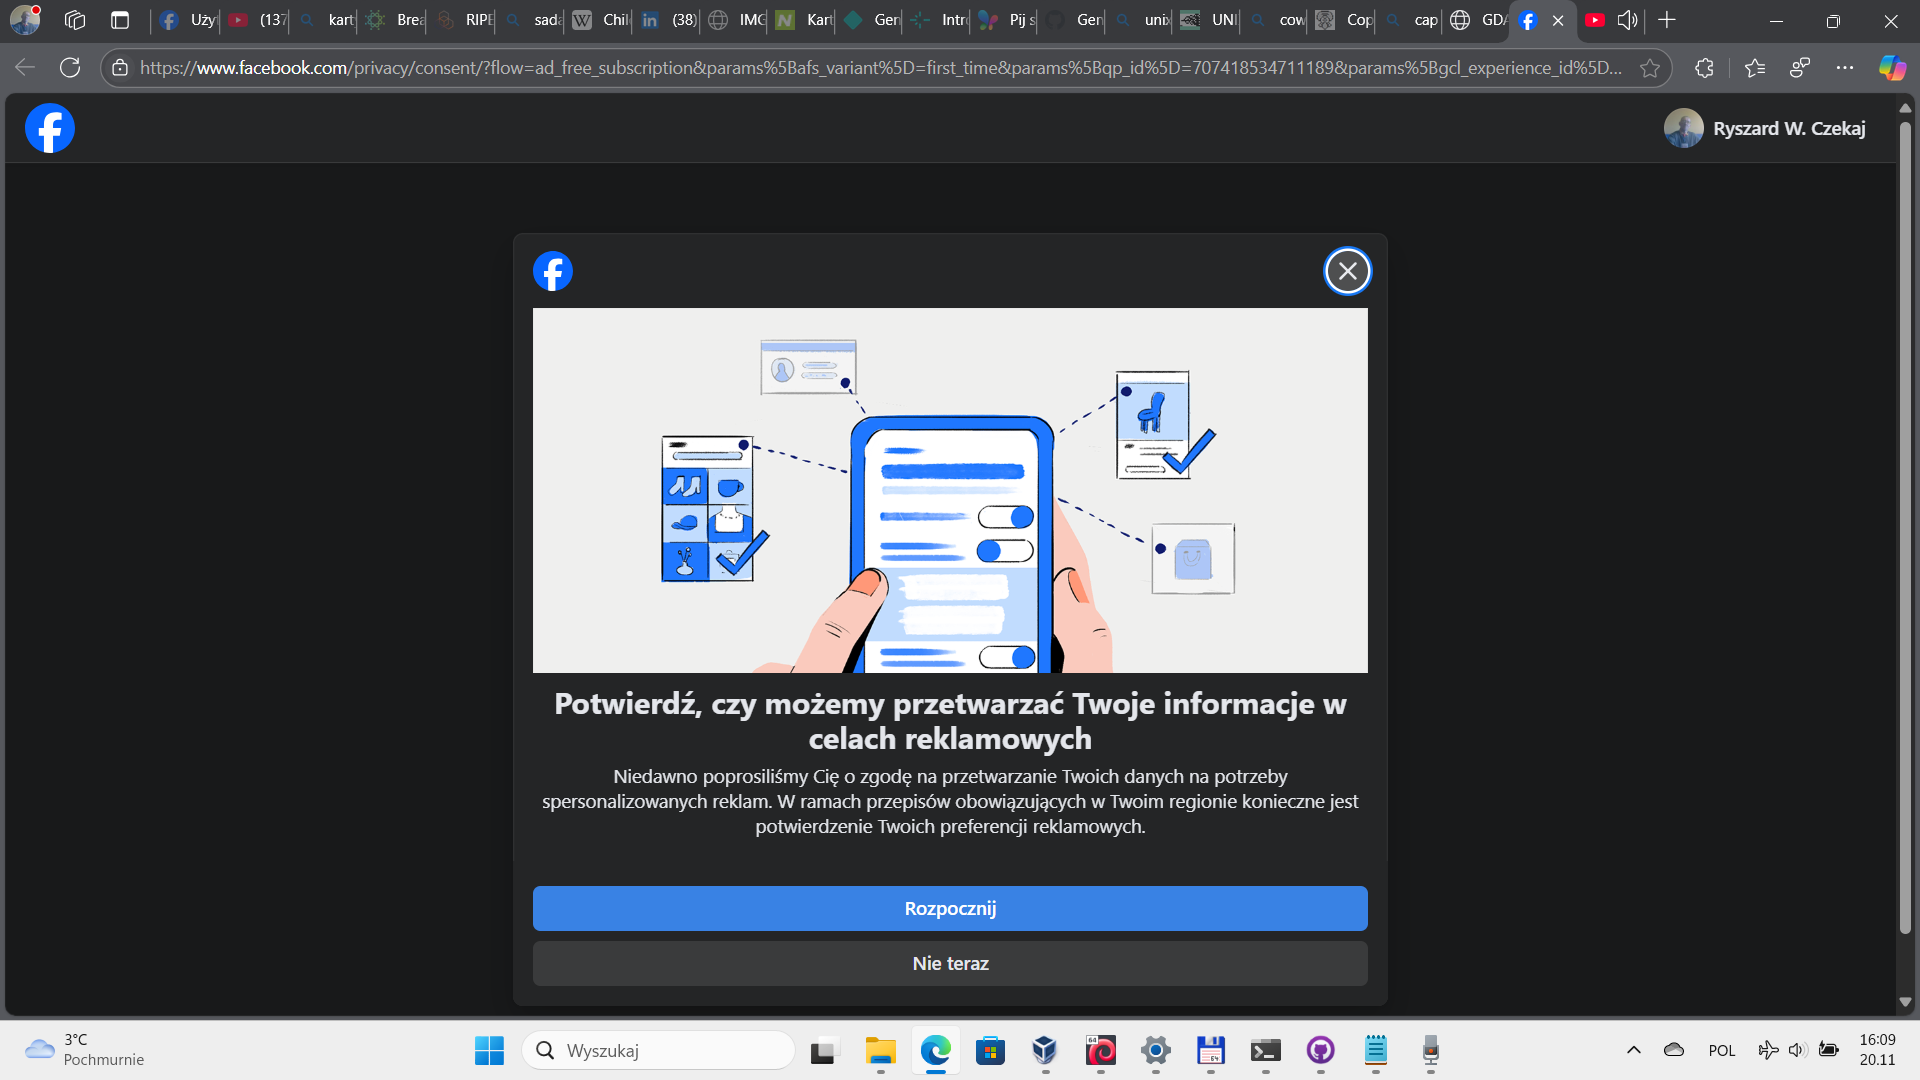 Uży
(137
kart
Brea
RIPE
sada
Chil
(38)
IMG
Kart
Gen
Intr
Pij s
Gen
unix
UNI
cow
Cop
cap
GDA
https://www.facebook.com/privacy/consent/?flow=ad_free_subscription&params%5Bafs_variant%5D=first_time&params%5Bqp_id%5D=707418534711189&params%5Bgcl_experience_id%5D...
Ryszard W. Czekaj
Potwierdź, czy możemy przetwarzać Twoje informacje w
celach reklamowych
Niedawno poprosiliśmy Cię o zgodę na przetwarzanie Twoich danych na potrzeby
spersonalizowanych reklam. W ramach przepisów obowiązujących w Twoim regionie konieczne jest
potwierdzenie Twoich preferencji reklamowych.
Rozpocznij
Nie teraz
3°C
Pochmurnie
Wyszukaj
64
64
POL
16:09
20.11